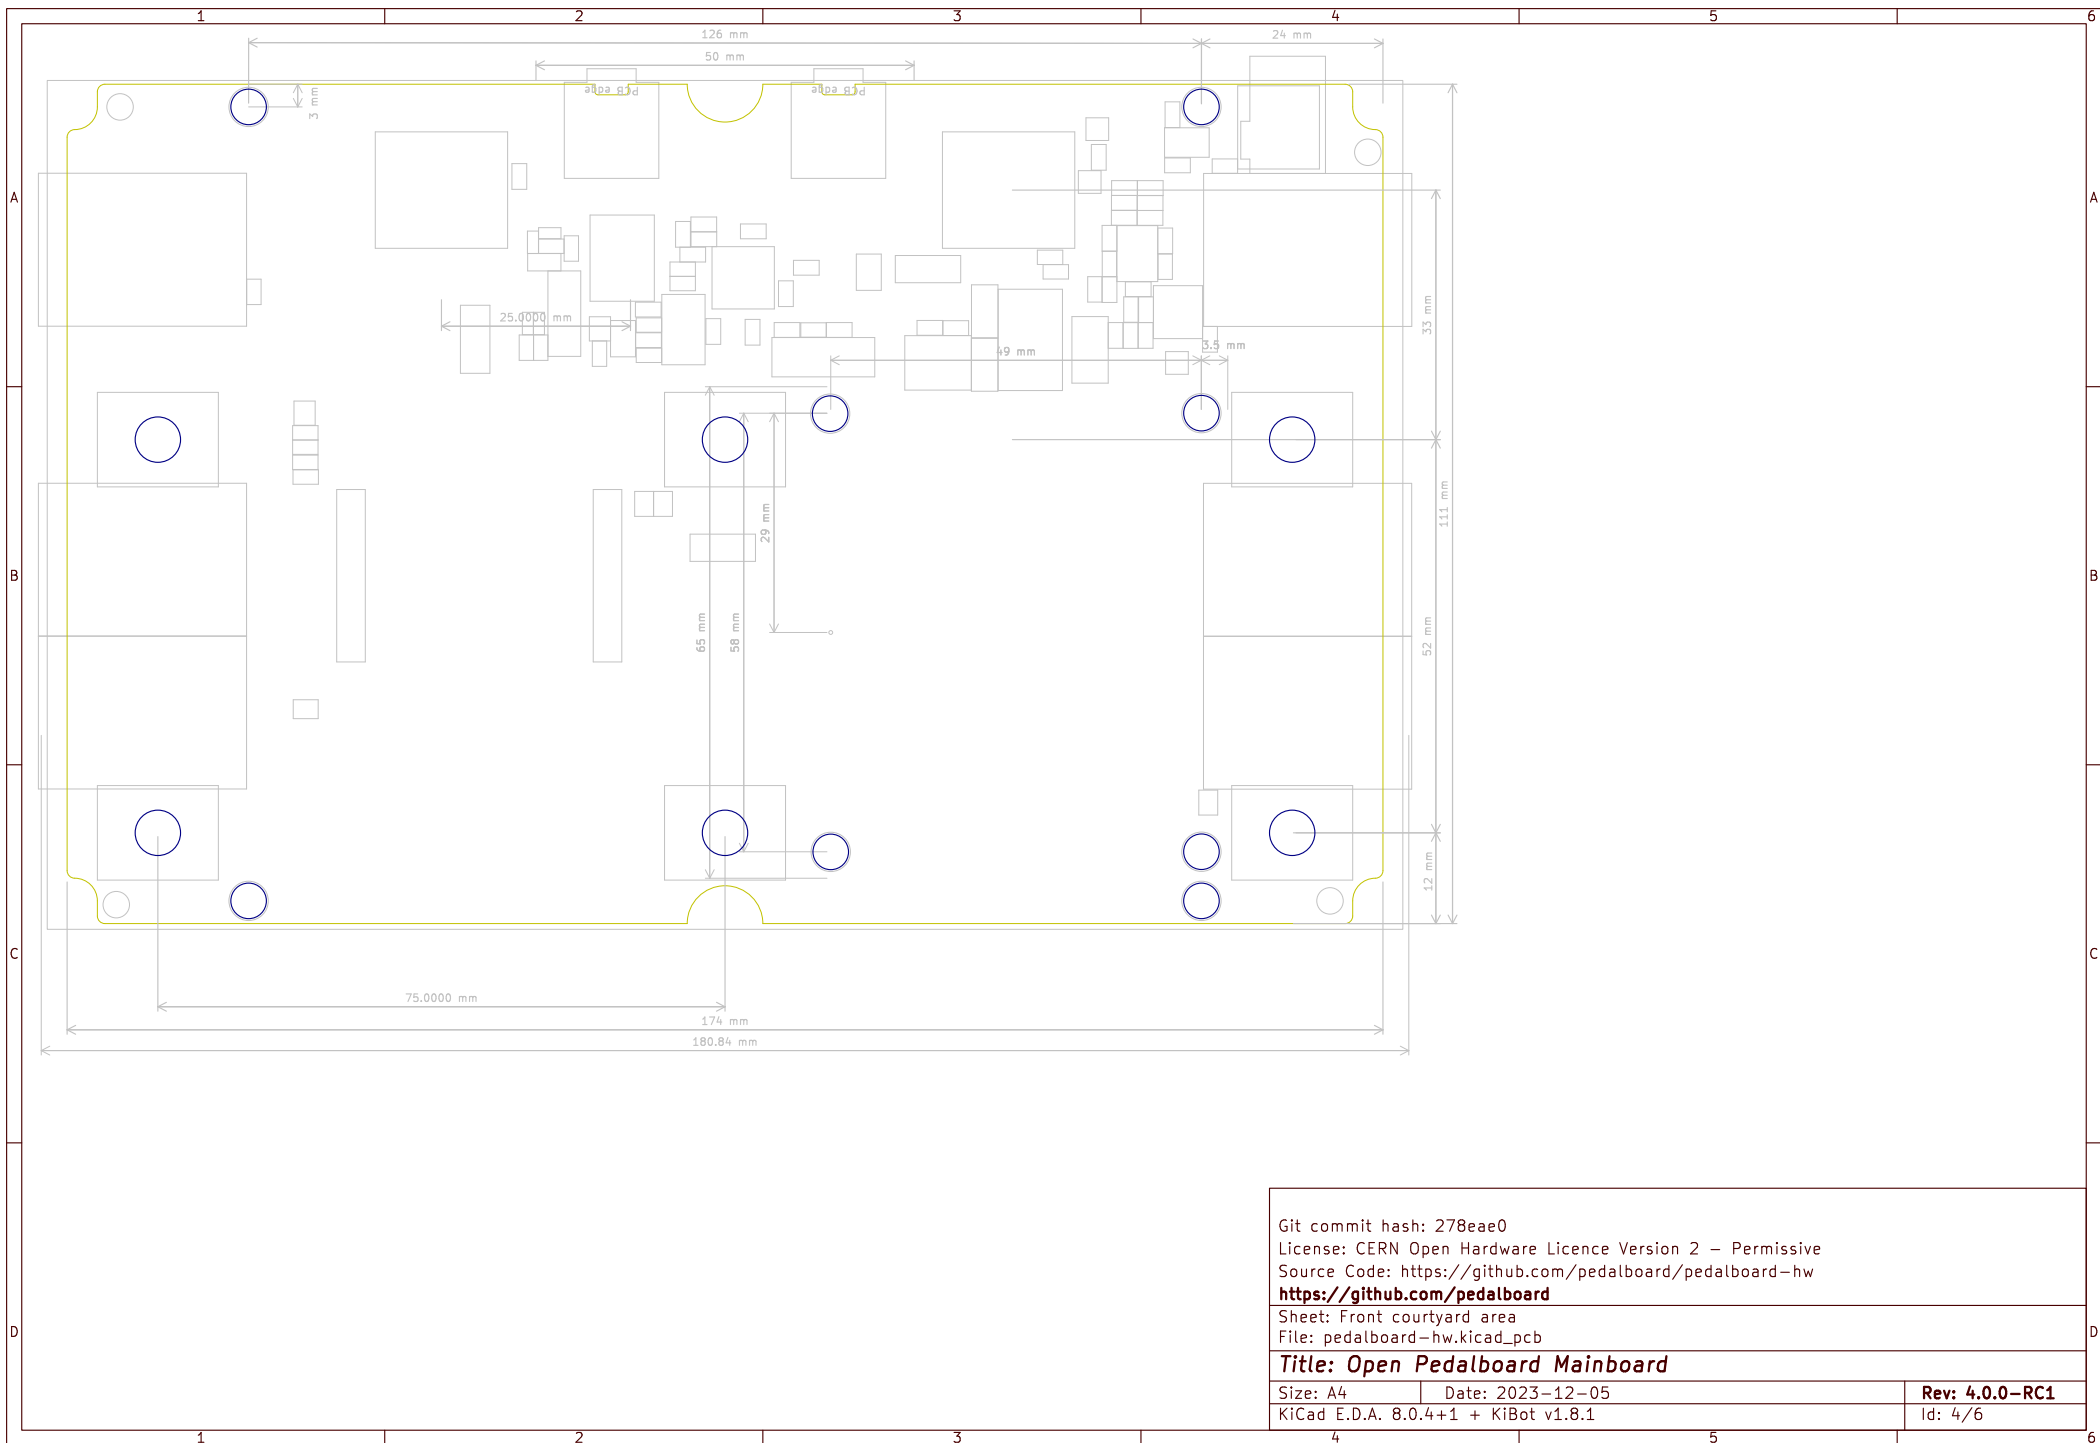 1 2 3 4 5 6
126 mm
24 mm
50 mm
3 mm
PCB edge
PCB edge
A
A
25.0000 mm
33 mm
49 mm
3.5 mm
111 mm
29 mm
B
B
65 mm
58 mm
52 mm
12 mm
C
C
75.0000 mm
174 mm
180.84 mm
Git commit hash: 278eae0
License: CERN Open Hardware Licence Version 2 - Permissive
Source Code: https://github.com/pedalboard/pedalboard-hw
https://github.com/pedalboard
Sheet: Front courtyard area
D
D
File: pedalboard-hw.kicad_pcb
Title: Open Pedalboard Mainboard
Size: A4
Date: 2023-12-05
Rev: 4.0.0-RC1
KiCad E.D.A. 8.0.4+1 + KiBot v1.8.1
Id: 4/6
1 2 3 4 5 6